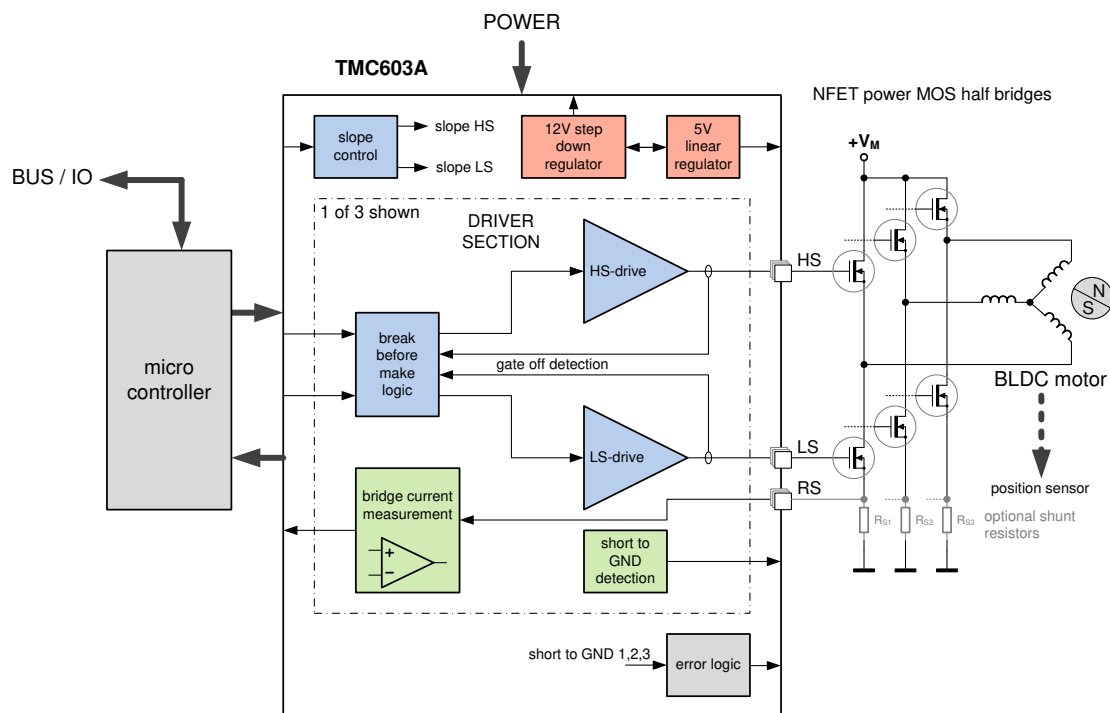 POWER
TMC603A
NFET power MOS half bridges
slope
control
slope HS
slope LS
12V step
down
regulator
5V
linear
regulator
+VM
BUS / IO
1 of 3 shown
DRIVER
SECTION
HS-drive
HS
N
S
break
before
make
logic
gate off detection
micro
controller
BLDC motor
LS-drive
LS
RS
position sensor
bridge current
measurement
+
−
RS1
RS2
RS3
optional shunt
resistors
short to
GND
detection
short to GND 1,2,3
error logic